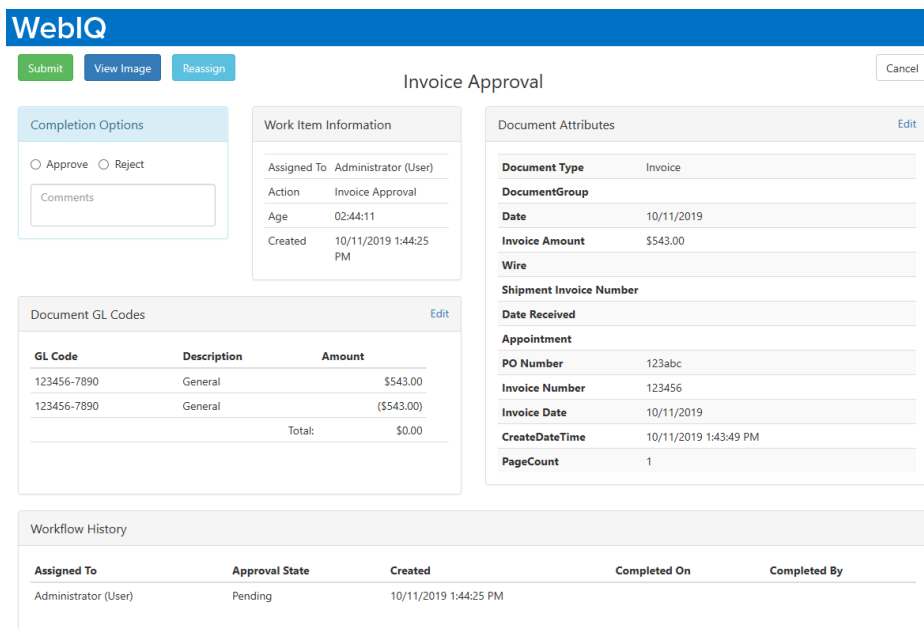 WebIQ
Submit View Image Reassign
Invoice Approval
Cancel
Completion Options
Approve Reject
Comments
Work Item Information
Assigned To Administrator (User)
Action Invoice Approval
Age 02:44:11
Created 10/11/2019 1:44:25
PM
Document Attributes Edit
Document Type Invoice
DocumentGroup
Date 10/11/2019
Invoice Amount $543.00
Wire
Shipment Invoice Number
Date Received
Appointment
PO Number 123abc
Invoice Number 123456
Invoice Date 10/11/2019
CreateDateTime 10/11/2019 1:43:49 PM
PageCount 1
Document GL Codes Edit
GL Code Description Amount
123456-7890 General $543.00
123456-7890 General ($543.00)
Total: $0.00
Workflow History
Assigned To Approval State Created Completed On Completed By
Administrator (User) Pending 10/11/2019 1:44:25 PM